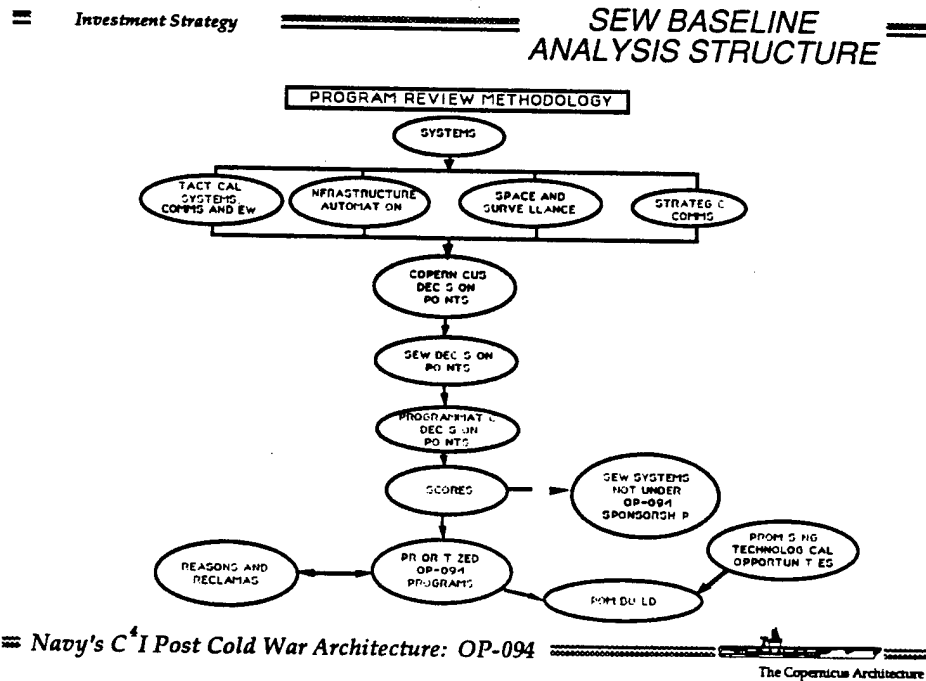 Investment Strategy
SEW BASELINE
ANALYSIS STRUCTURE
PROGRAM REVIEW METHODOLOGY
SYSTEMS
TACT CAL
SYSTEMS,
COMMS AND EW
NFRASTRUCTURE
AUTOMAT ON
SPACE AND
SURVE LLANCE
STRATEG C
COMMS
COPERN CUS
DEC S ON
PO NTS
SEW DEC S ON
PO NTS
PROGRAMMAT C
DEC S ON
PO NTS
SCORES
SEW SYSTEMS
NOT UNDER
OP-094
SPONSORSH P
REASONS AND
RECLAMAS
PR OR T ZED
OP-094
PROGRAMS
PROM S NG
TECHNOLOG CAL
OPPORTUN T ES
POM BU LD
Navy's C4I Post Cold War Architecture: OP-094
The Copernicus Architecture